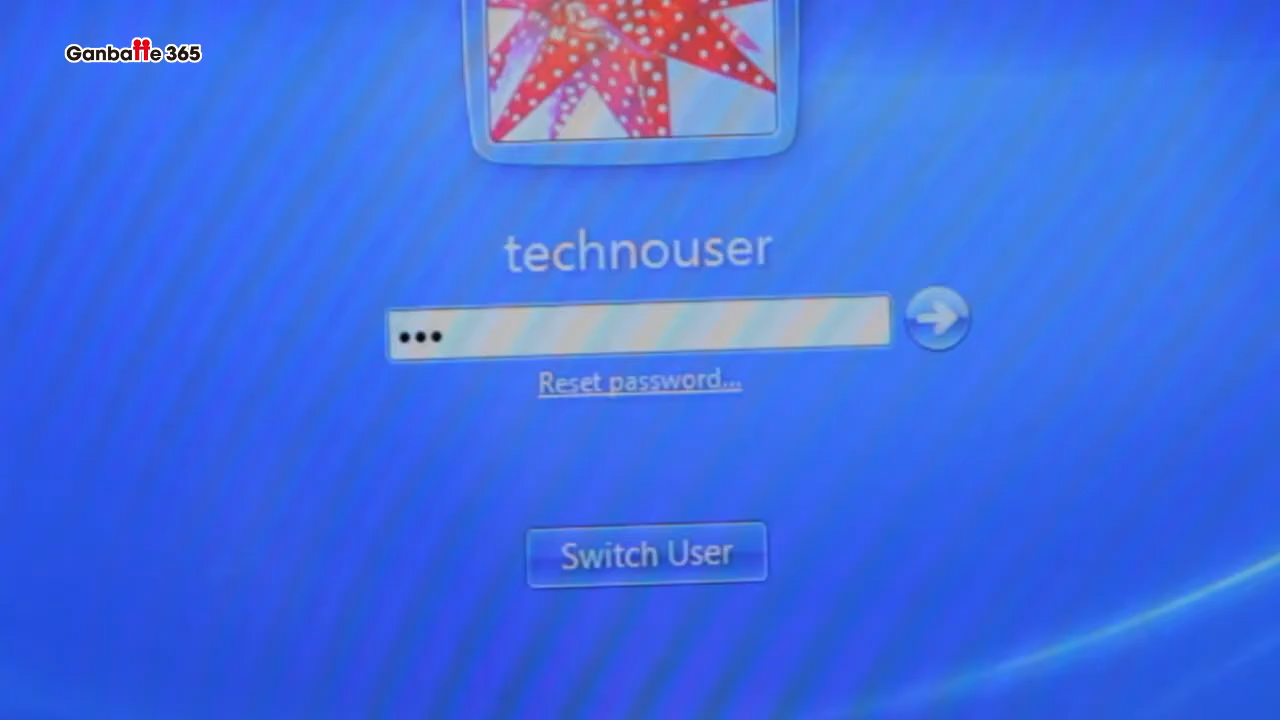 Ganbatte 365
technouser
•••
Reset password...
Switch User